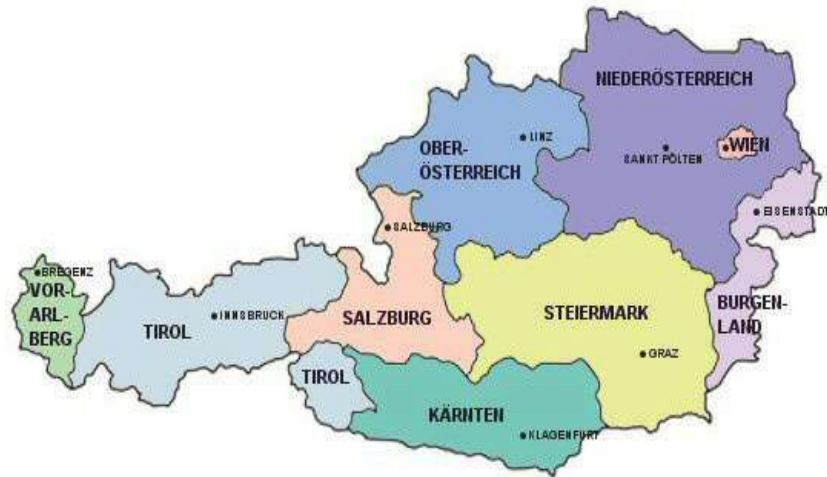 NIEDERÖSTERREICH
LINZ
OBER-
ÖSTERREICH
WIEN
SANKT PÖLTEN
EISENSTADT
SALZBURG
BREGENZ
VOR-
ARL-
BERG
TIROL
INNSBRUCK
SALZBURG
STEIERMARK
BURGEN-
LAND
GRAZ
TIROL
KÄRNTEN
KLAGENFURT